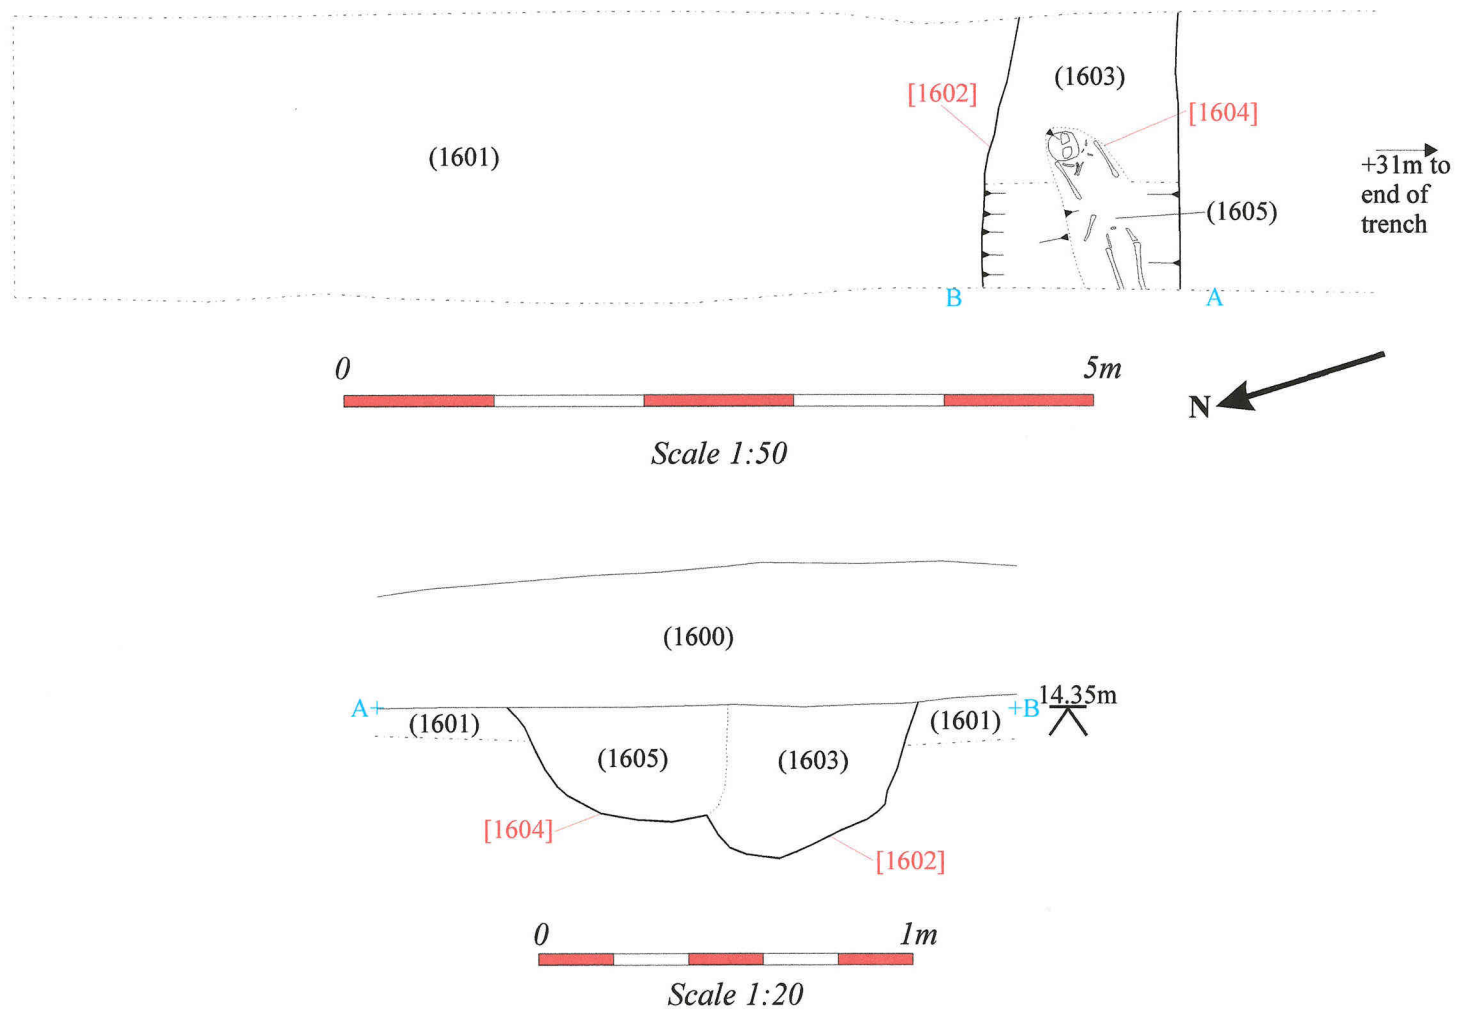 (1603)
[1602]
[1604]
(1601)
+31m to
end of
trench
(1605)
B
A
0
5m
N
Scale 1:50
(1600)
14.35m
A+
+B
(1601)
(1601)
(1605)
(1603)
[1604]
[1602]
0
1m
Scale 1:20